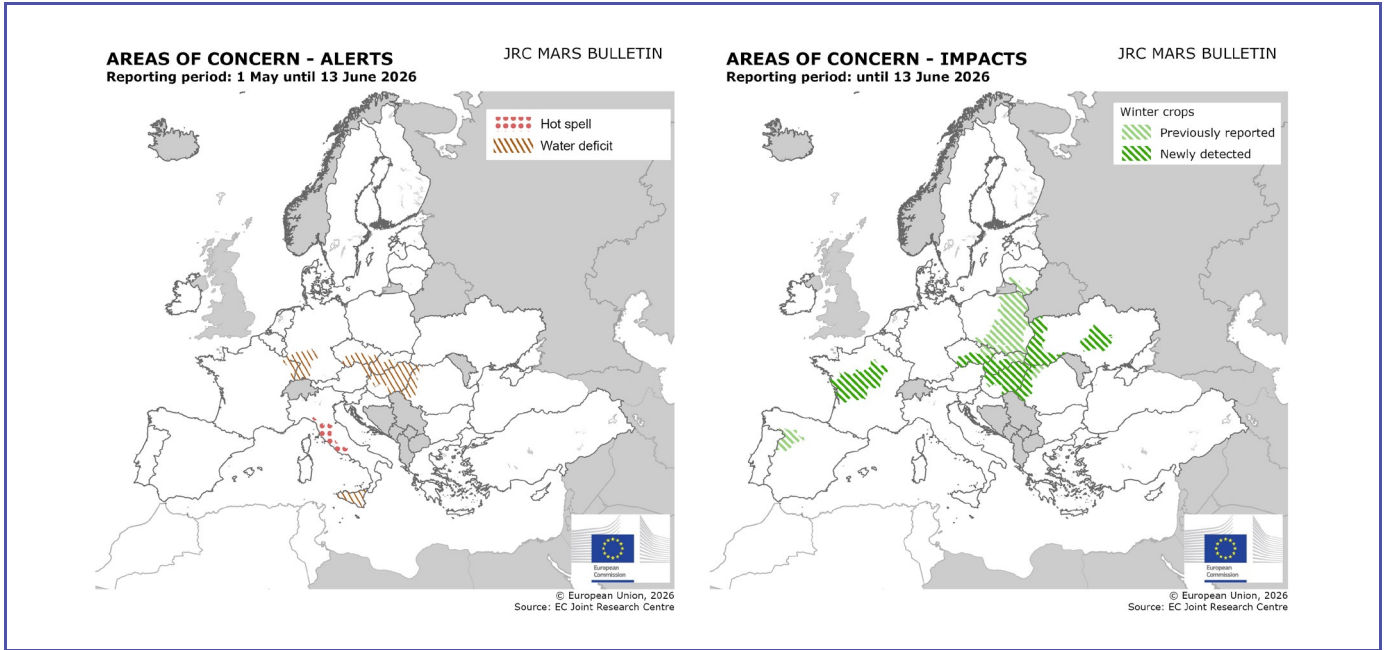 AREAS OF CONCERN - ALERTS
JRC MARS BULLETIN
Reporting period: 1 May until 13 June 2026
Hot spell
Water deficit
European
Commission
© European Union, 2026
Source: EC Joint Research Centre
AREAS OF CONCERN - IMPACTS
JRC MARS BULLETIN
Reporting period: until 13 June 2026
Winter crops
Previously reported
Newly detected
European
Commission
© European Union, 2026
Source: EC Joint Research Centre